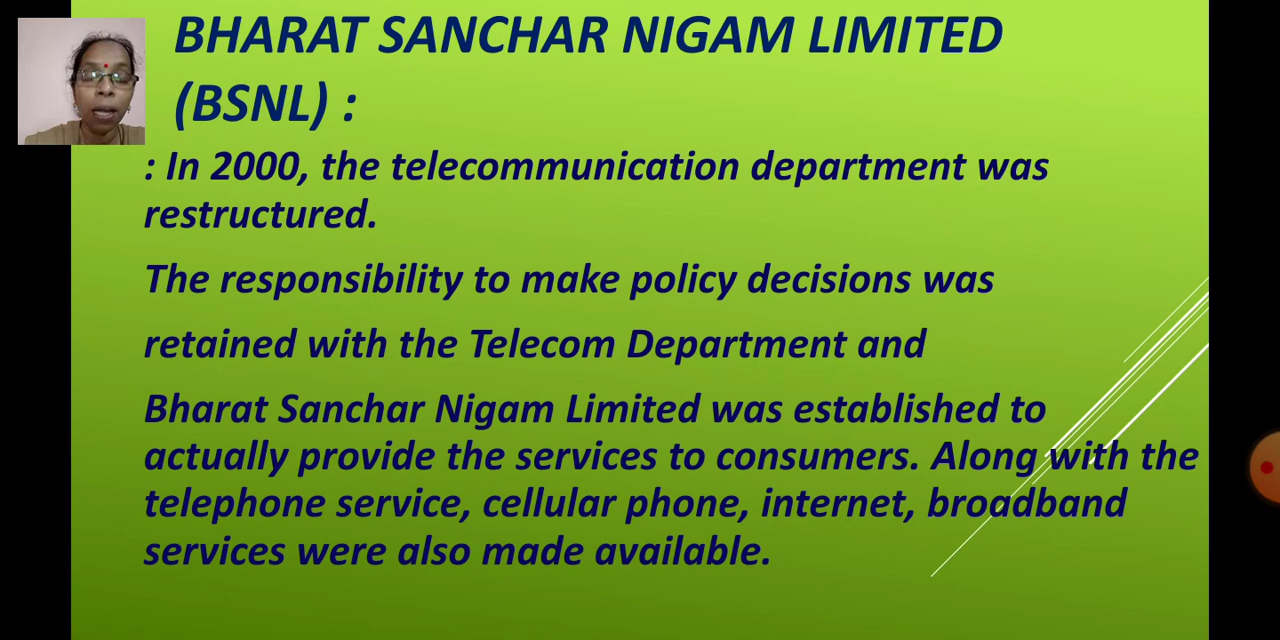 BHARAT SANCHAR NIGAM LIMITED
(BSNL) :
: In 2000, the telecommunication department was
restructured.
The responsibility to make policy decisions was
retained with the Telecom Department and
Bharat Sanchar Nigam Limited was established to
actually provide the services to consumers. Along with the
telephone service, cellular phone, internet, broadband
services were also made available.